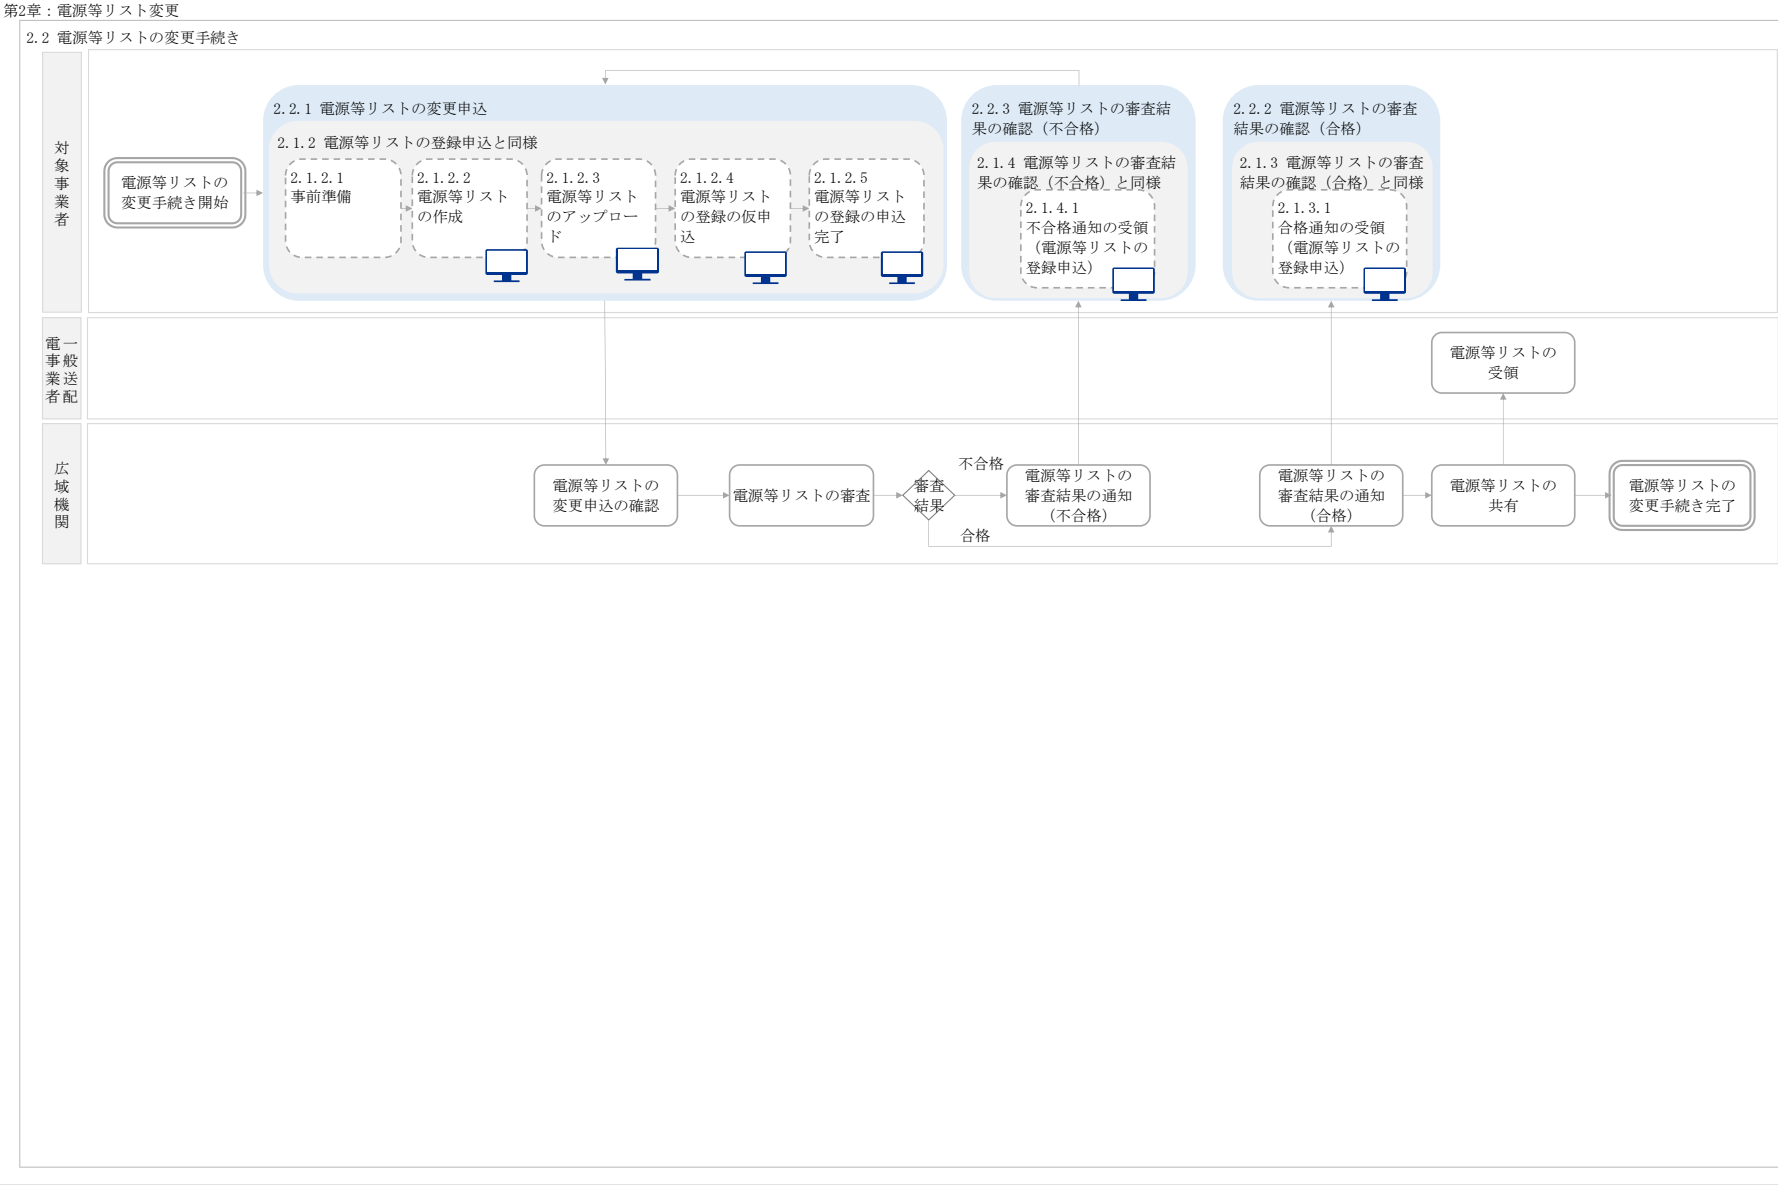 第2章：電源等リスト変更
2.2 電源等リストの変更手続き
対象事業者
電源等リストの
変更手続き開始
2.2.1 電源等リストの変更申込
2.1.2 電源等リストの登録申込と同様
2.1.2.1
事前準備
2.1.2.2
電源等リスト
の作成
2.1.2.3
電源等リスト
のアップロー
ド
2.1.2.4
電源等リスト
の登録の仮申
込
2.1.2.5
電源等リスト
の登録の申込
完了
2.2.3 電源等リストの審査結
果の確認（不合格）
2.1.4 電源等リストの審査結
果の確認（不合格）と同様
2.1.4.1
不合格通知の受領
（電源等リストの
登録申込）
2.2.2 電源等リストの審査
結果の確認（合格）
2.1.3 電源等リストの審査
結果の確認（合格）と同様
2.1.3.1
合格通知の受領
（電源等リストの
登録申込）
一般送配
電事業者
電源等リストの
受領
広域機関
電源等リストの
変更申込の確認
電源等リストの審査
審査
結果
不合格
合格
電源等リストの
審査結果の通知
（不合格）
電源等リストの
審査結果の通知
（合格）
電源等リストの
共有
電源等リストの
変更手続き完了